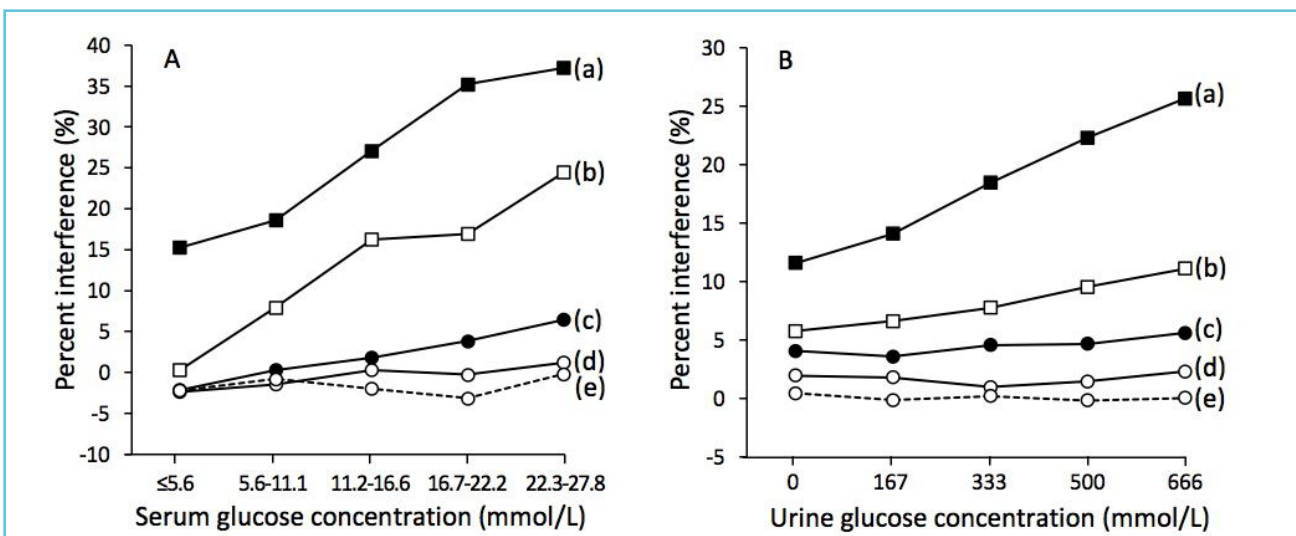 A
Percent interference (%)
40
35
30
25
20
15
10
5
0
-5
-10
(a)
(b)
(c)
(d)
(e)
≤5.6 5.6-11.1 11.2-16.6 16.7-22.2 22.3-27.8
Serum glucose concentration (mmol/L)
B
Percent interference (%)
30
25
20
15
10
5
0
-5
(a)
(b)
(c)
(d)
(e)
0 167 333 500 666
Urine glucose concentration (mmol/L)